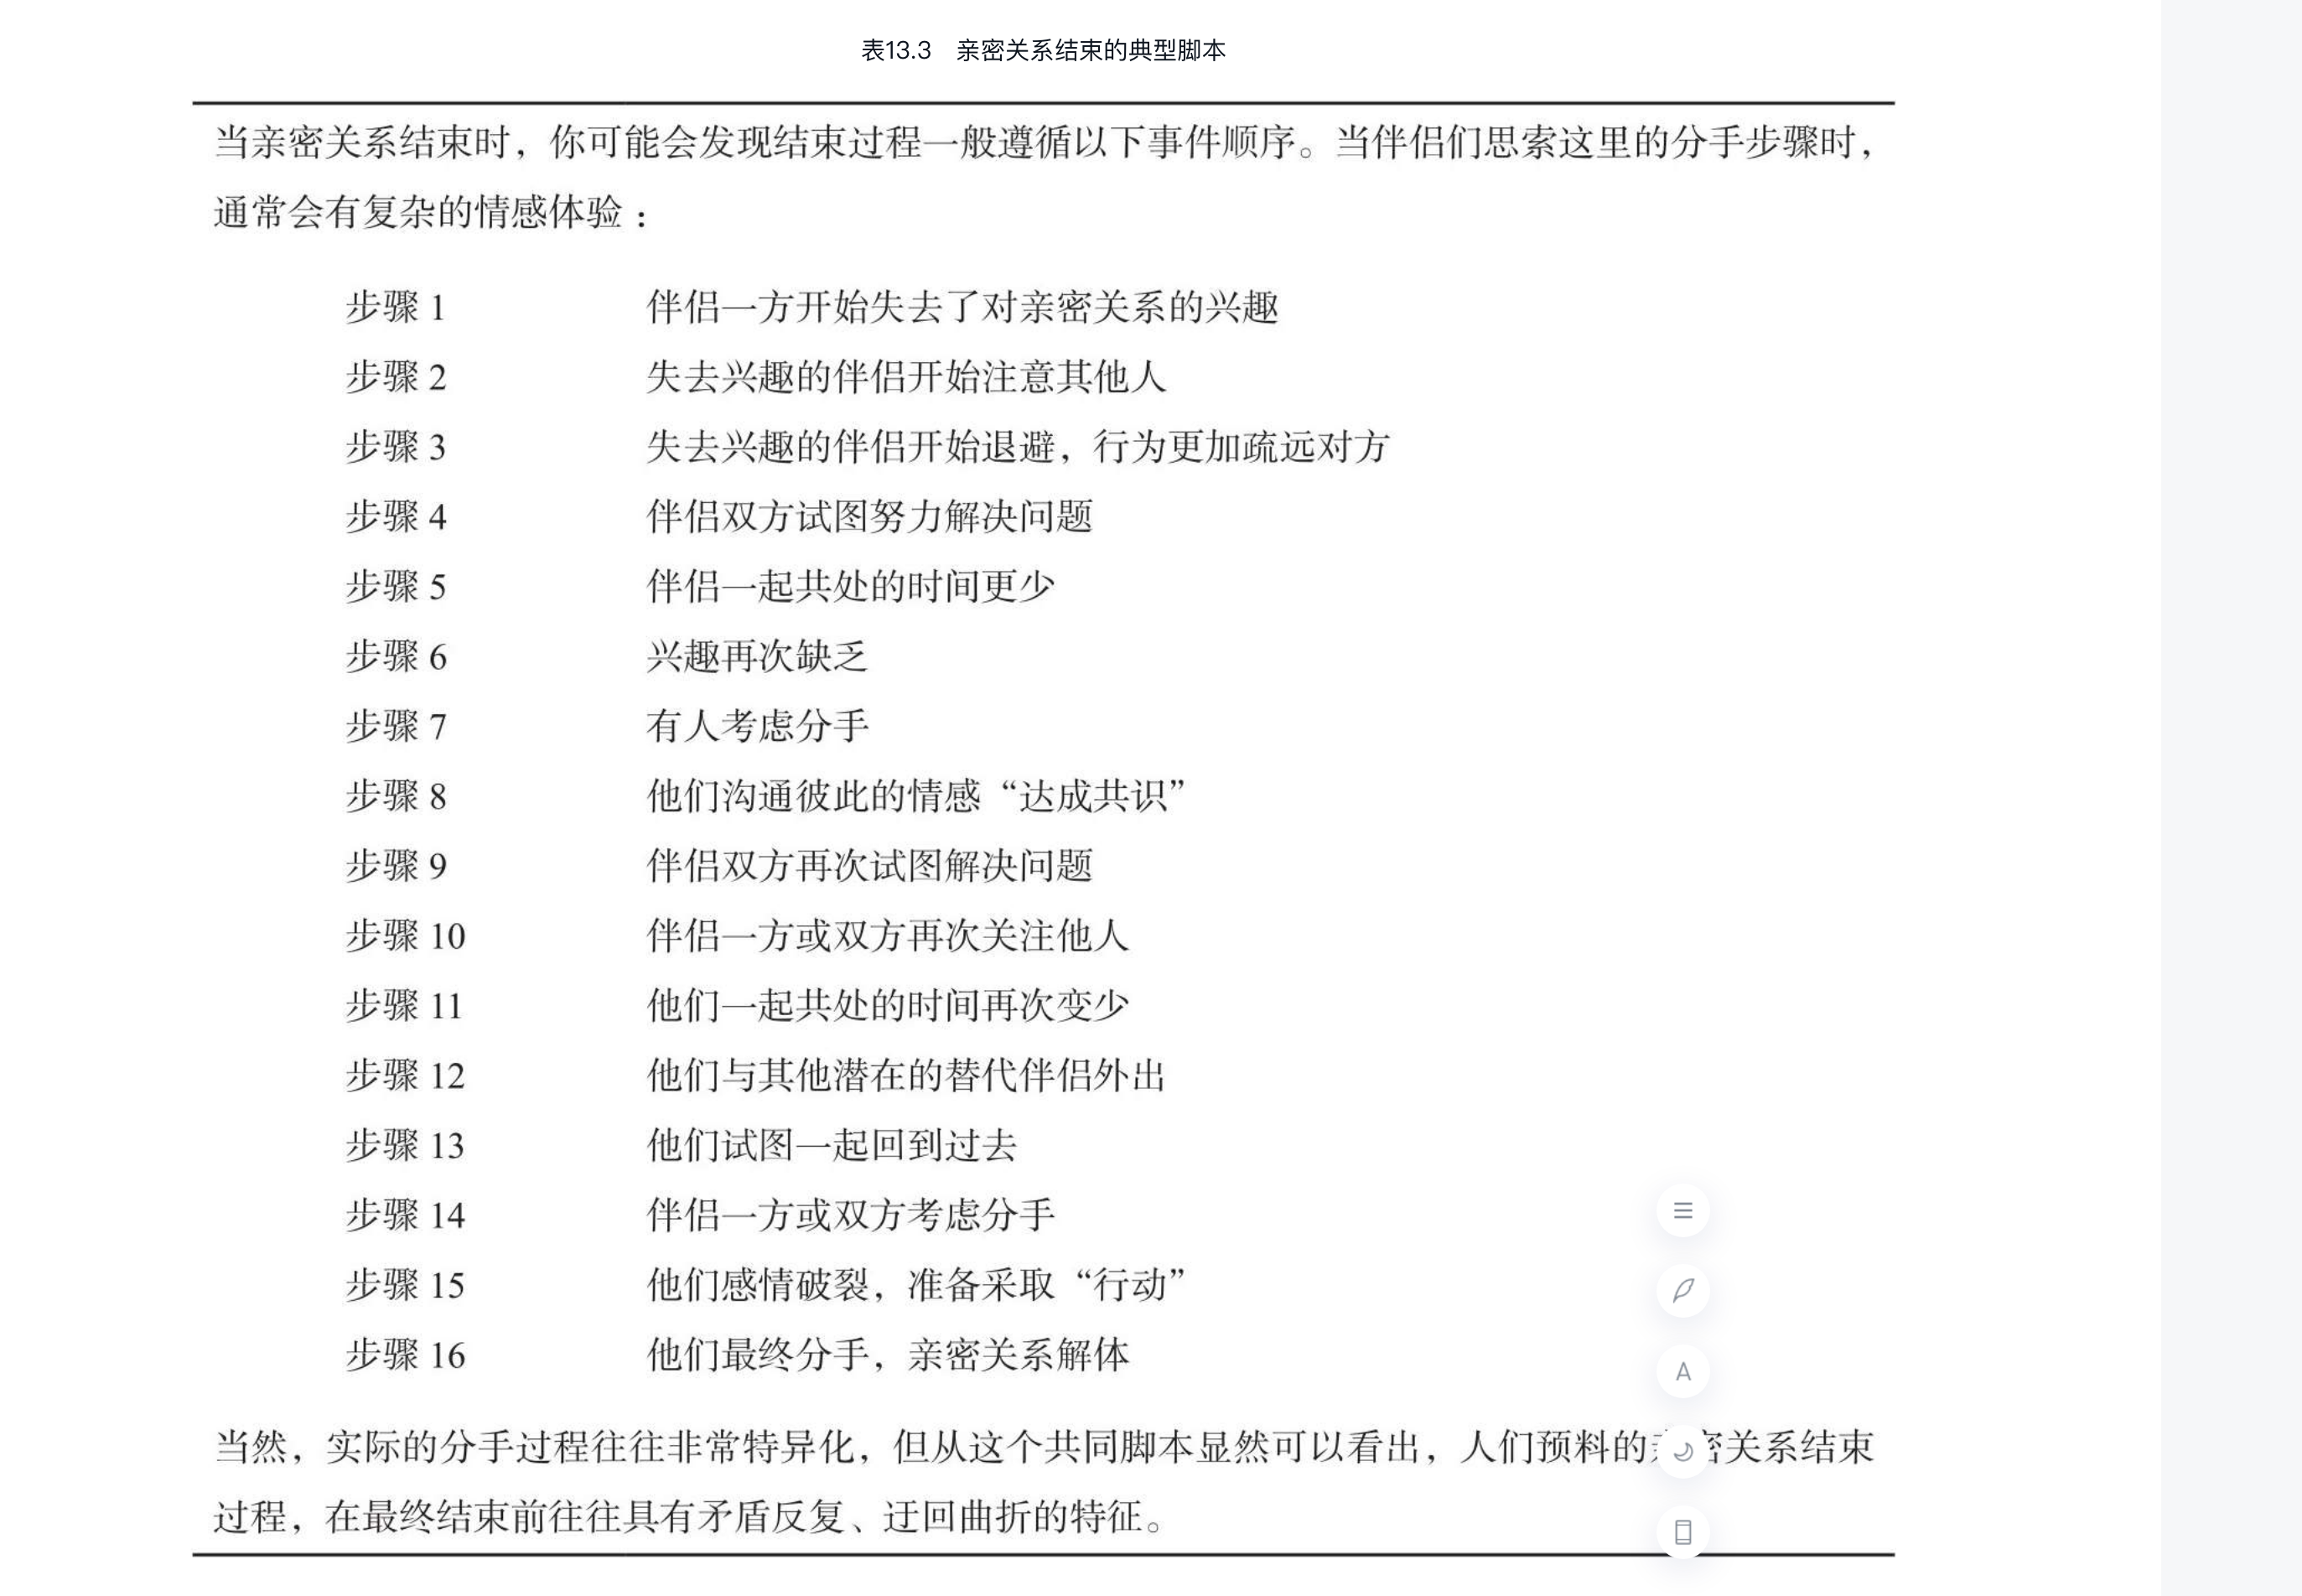 表13.3 亲密关系结束的典型脚本
当亲密关系结束时，你可能会发现结束过程一般遵循以下事件顺序。当伴侣们思索这里的分手步骤时，
通常会有复杂的情感体验：
步骤 1 伴侣一方开始失去了对亲密关系的兴趣
步骤 2 失去兴趣的伴侣开始注意其他人
步骤 3 失去兴趣的伴侣开始退避，行为更加疏远对方
步骤 4 伴侣双方试图努力解决问题
步骤 5 伴侣一起共处的时间更少
步骤 6 兴趣再次缺乏
步骤 7 有人考虑分手
步骤 8 他们沟通彼此的情感“达成共识”
步骤 9 伴侣双方再次试图解决问题
步骤 10 伴侣一方或双方再次关注他人
步骤 11 他们一起共处的时间再次变少
步骤 12 他们与其他潜在的替代伴侣外出
步骤 13 他们试图一起回到过去
步骤 14 伴侣一方或双方考虑分手
步骤 15 他们感情破裂，准备采取“行动”
步骤 16 他们最终分手，亲密关系解体
A
当然，实际的分手过程往往非常特异化，但从这个共同脚本显然可以看出，人们预料的亲密关系结束
过程，在最终结束前往往具有矛盾反复、迂回曲折的特征。